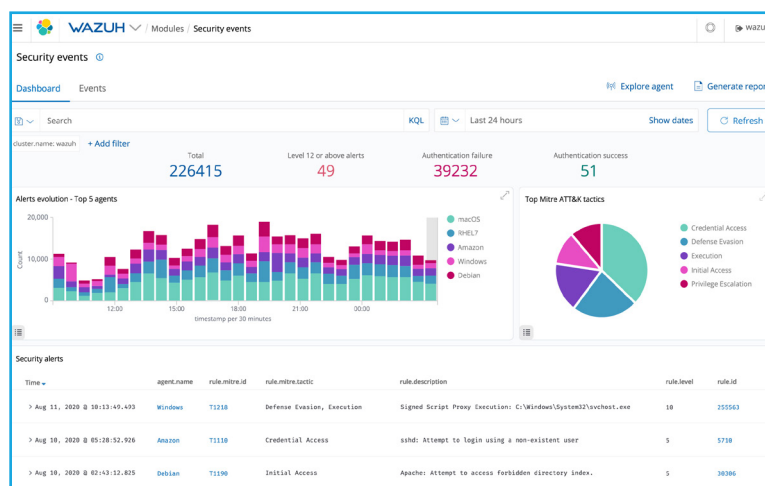 WAZUH / Modules / Security events
wazu
Security events
Dashboard Events
Explore agent Generate repor
Search KQL Last 24 hours Show dates Refresh
cluster.name: wazuh + Add filter
Total Level 12 or above alerts Authentication failure Authentication success
226415 49 39232 51
Alerts evolution - Top 5 agents
20,000
10,000
0
Count
12:00 15:00 18:00 21:00 00:00
timestamp per 30 minutes
macOS
RHEL7
Amazon
Windows
Debian
Top Mitre ATT&K tactics
Credential Access
Defense Evasion
Execution
Initial Access
Privilege Escalation
Security alerts
Time agent.name rule.mitre.id rule.mitre.tactic rule.description rule.level rule.id
> Aug 11, 2020 @ 10:13:49.493 Windows T1218 Defense Evasion, Execution Signed Script Proxy Execution: C:\Windows\System32\svchost.exe 10 255563
> Aug 10, 2020 @ 05:28:52.926 Amazon T1110 Credential Access sshd: Attempt to login using a non-existent user 5 5710
> Aug 10, 2020 @ 02:43:12.825 Debian T1190 Initial Access Apache: Attempt to access forbidden directory index. 5 30306